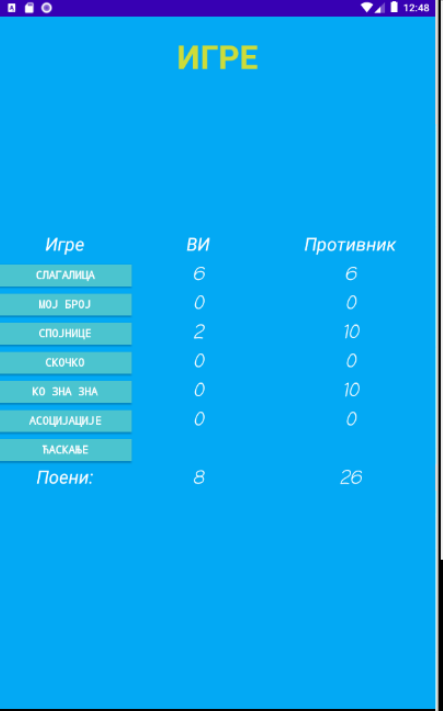 12:48
ИГРЕ
Игре ВИ Противник
СЛАГАЛИЦА 6 6
МОЈ БРОЈ 0 0
СПОЈНИЦЕ 2 10
СКОЧКО 0 0
КО ЗНА ЗНА 0 10
АСОЦИЈАЦИЈЕ 0 0
ЋАСКАЊЕ
Поени: 8 26